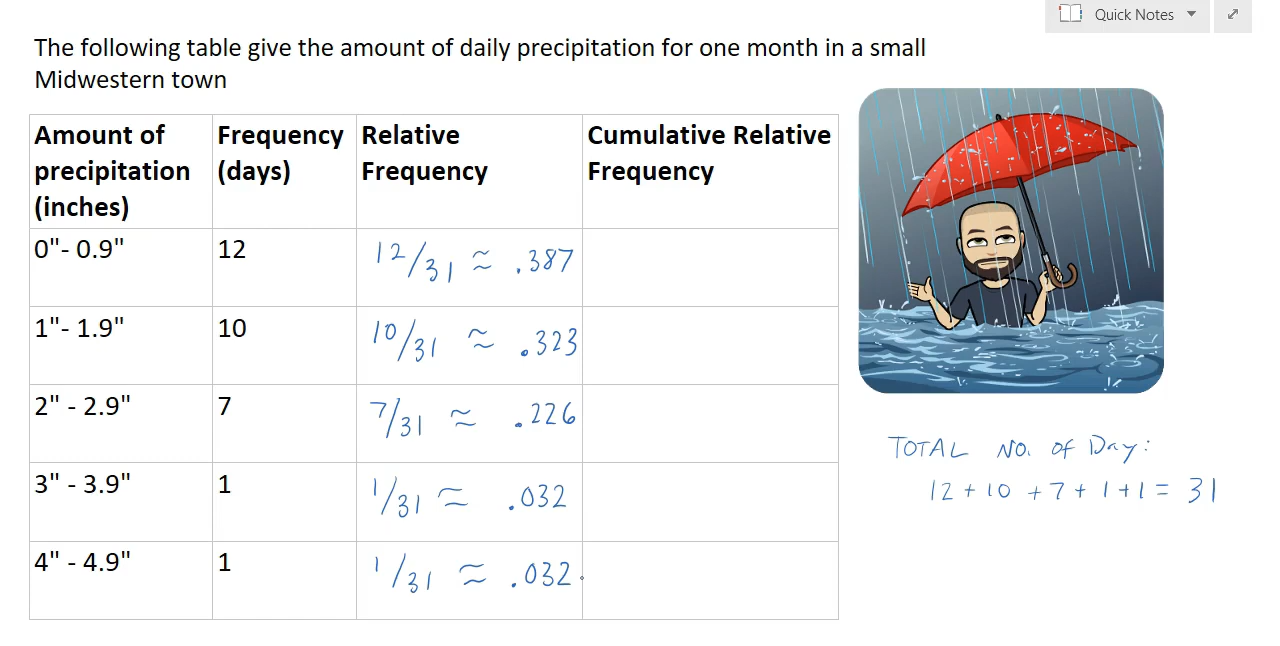 Quick Notes
The following table give the amount of daily precipitation for one month in a small
Midwestern town
Amount of precipitation (inches) Frequency (days) Relative Frequency Cumulative Relative Frequency
0"- 0.9" 12 12/31 ≈ .387
1"- 1.9" 10 10/31 ≈ .323
2" - 2.9" 7 7/31 ≈ .226
3" - 3.9" 1 1/31 ≈ .032
4" - 4.9" 1 1/31 ≈ .032
TOTAL NO. OF Day:
12 + 10 + 7 + 1 + 1 = 31